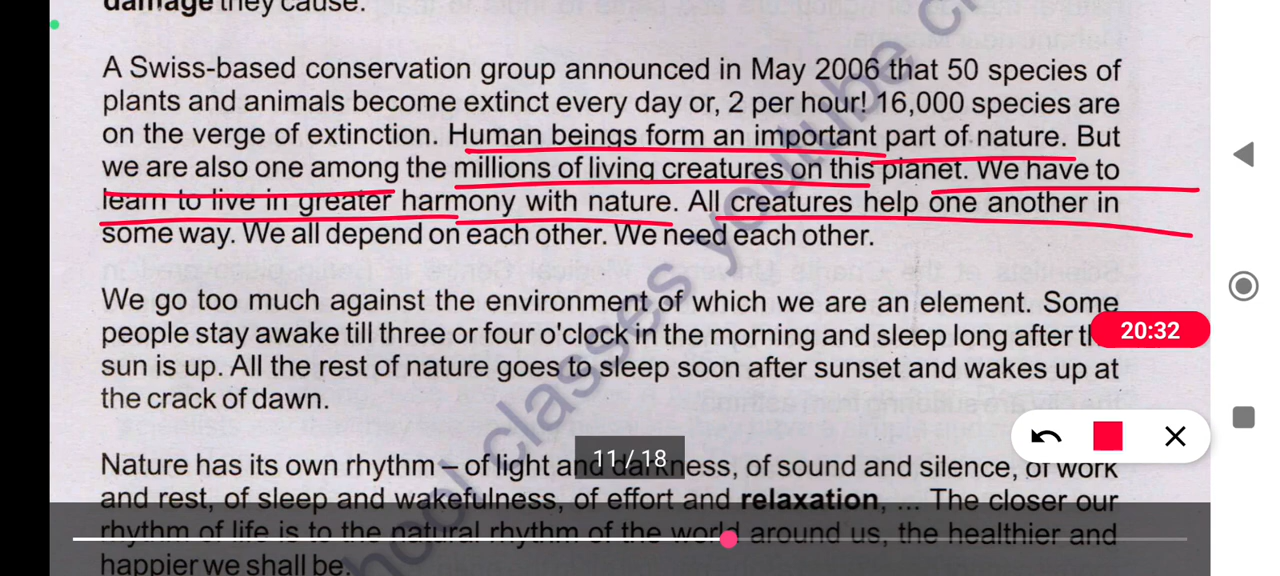 damage they cause.
A Swiss-based conservation group announced in May 2006 that 50 species of
plants and animals become extinct every day or, 2 per hour! 16,000 species are
on the verge of extinction. Human beings form an important part of nature. But
we are also one among the millions of living creatures on this planet. We have to
learn to live in greater harmony with nature. All creatures help one another in
some way. We all depend on each other. We need each other.
We go too much against the environment of which we are an element. Some
people stay awake till three or four o'clock in the morning and sleep long after
20:32
sun is up. All the rest of nature goes to sleep soon after sunset and wakes up at
the crack of dawn.
11 / 18
Nature has its own rhythm – of light and darkness, of sound and silence, of work
and rest, of sleep and wakefulness, of effort and relaxation, ... The closer our
rhythm of life is to the natural rhythm of the world around us, the healthier and
happier we shall be.
hool classes youtube c